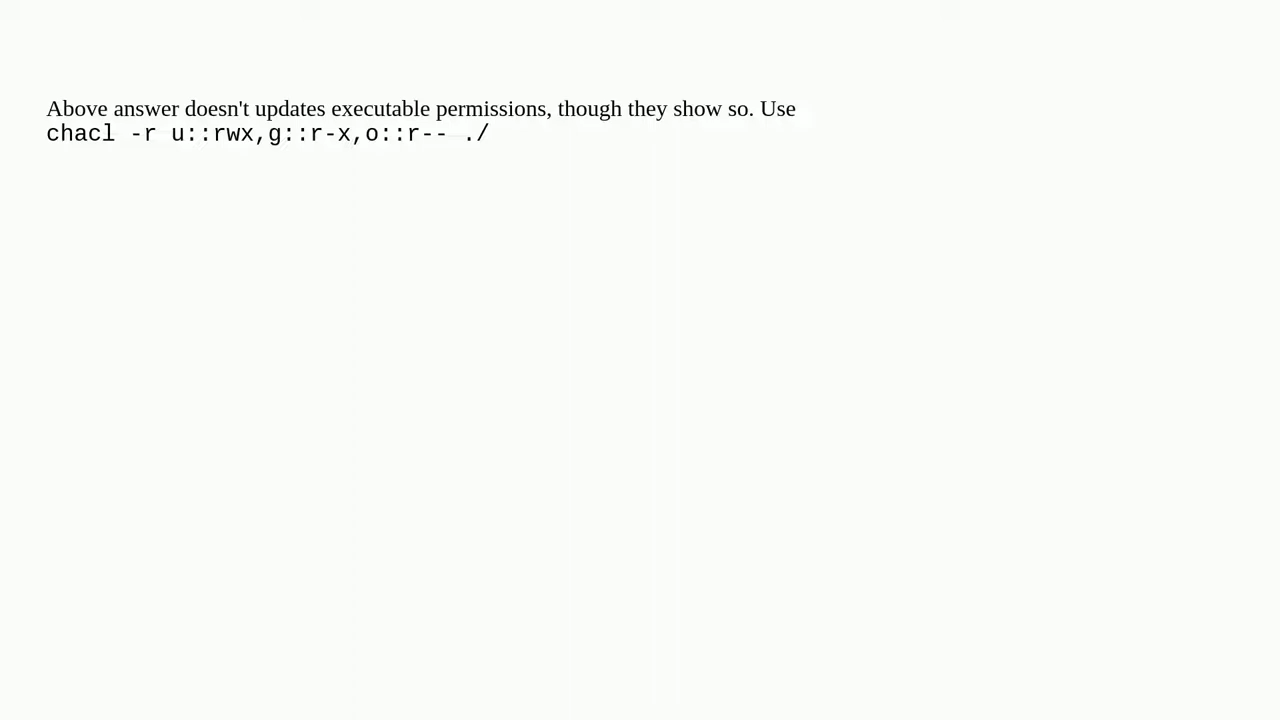 Above answer doesn't updates executable permissions, though they show so. Use
chacl -r u::rwx,g::r-x,o::r-- ./